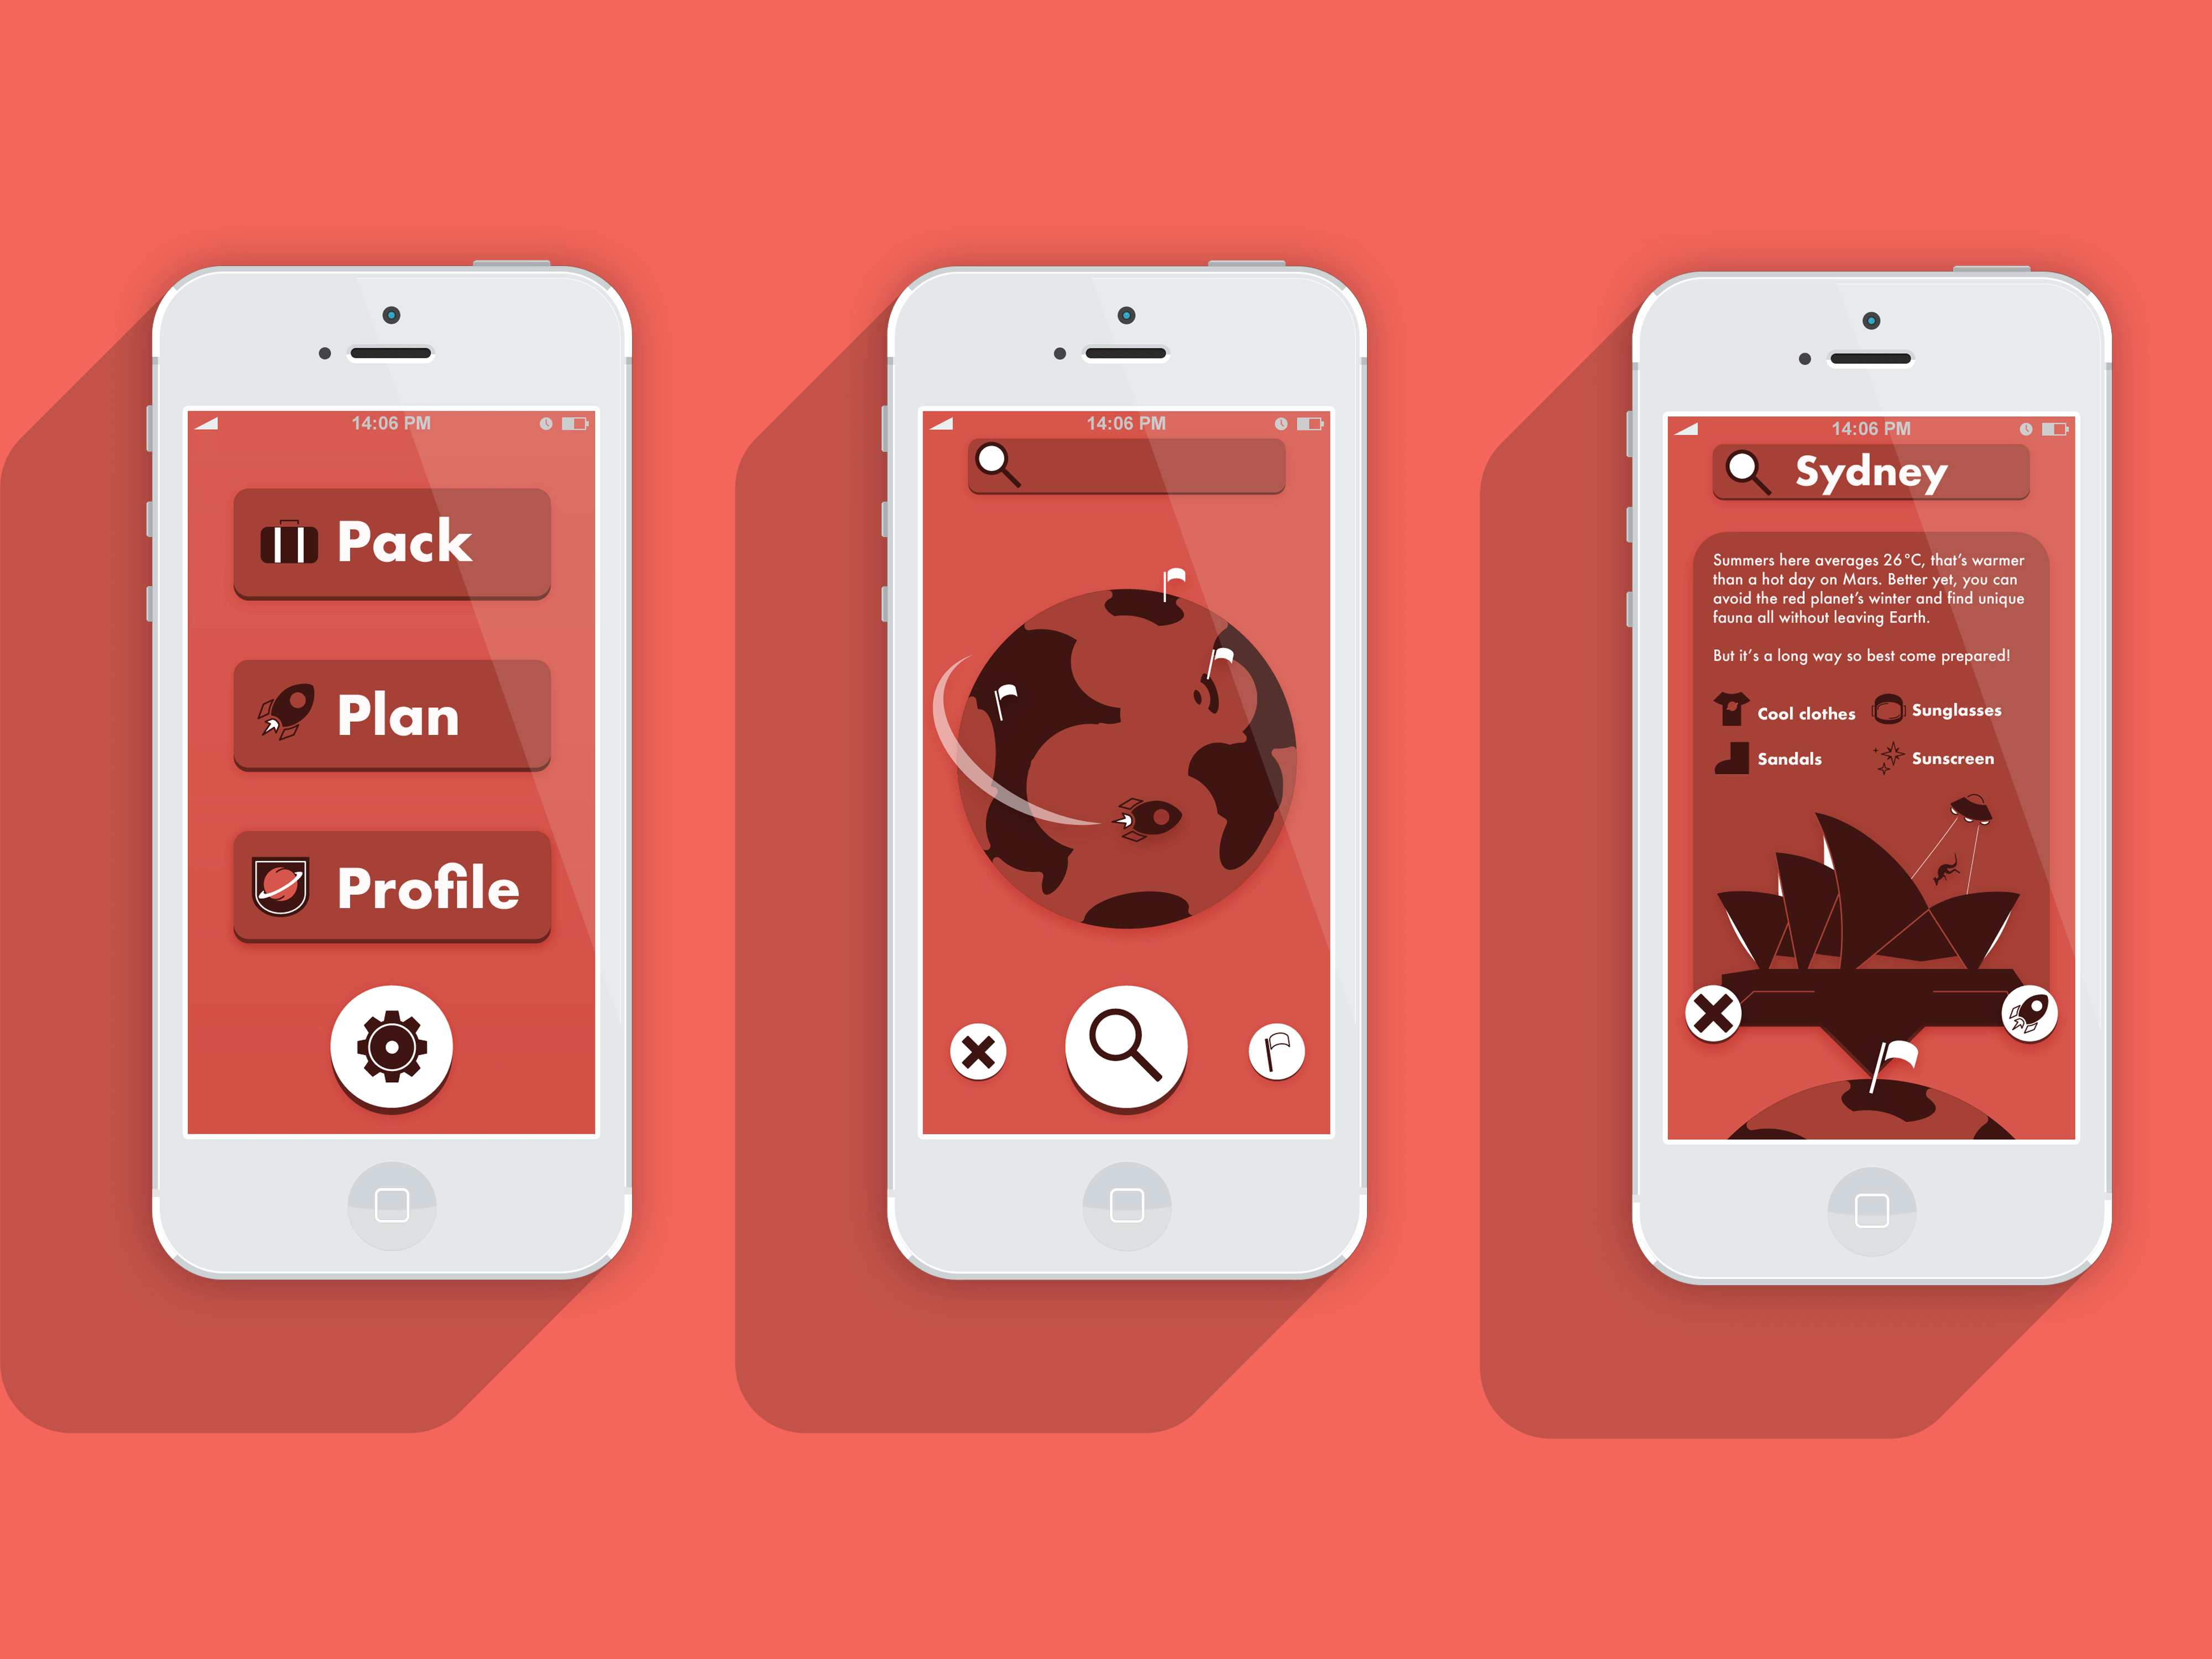 14:06 PM
Pack
Plan
Profile
14:06 PM
14:06 PM
Sydney
Summers here averages 26°C, that's warmer
than a hot day on Mars. Better yet, you can
avoid the red planet's winter and find unique
fauna all without leaving Earth.
But it's a long way so best come prepared!
Cool clothes
Sunglasses
Sandals
Sunscreen